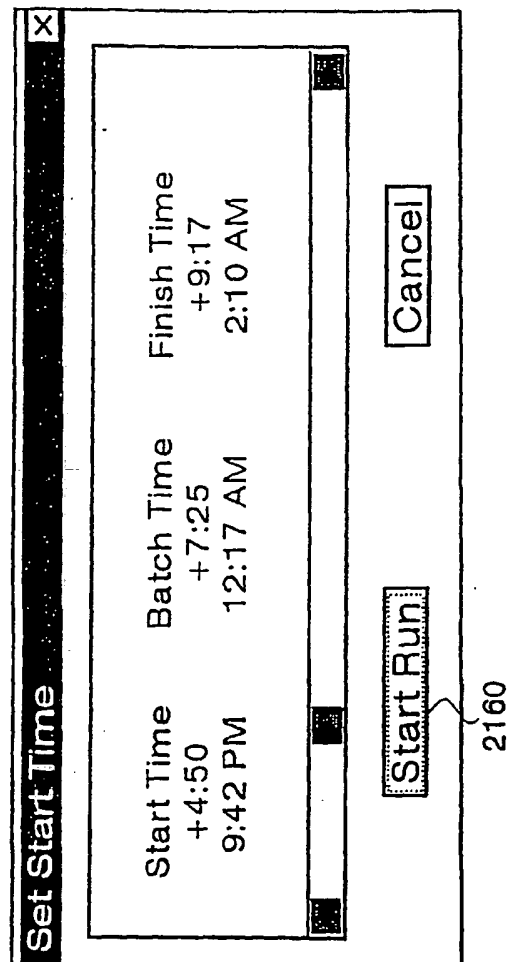 Set Start Time
X
Start Time
+4:50
9:42 PM
Batch Time
+7:25
12:17 AM
Finish Time
+9:17
2:10 AM
Start Run
Cancel
2160